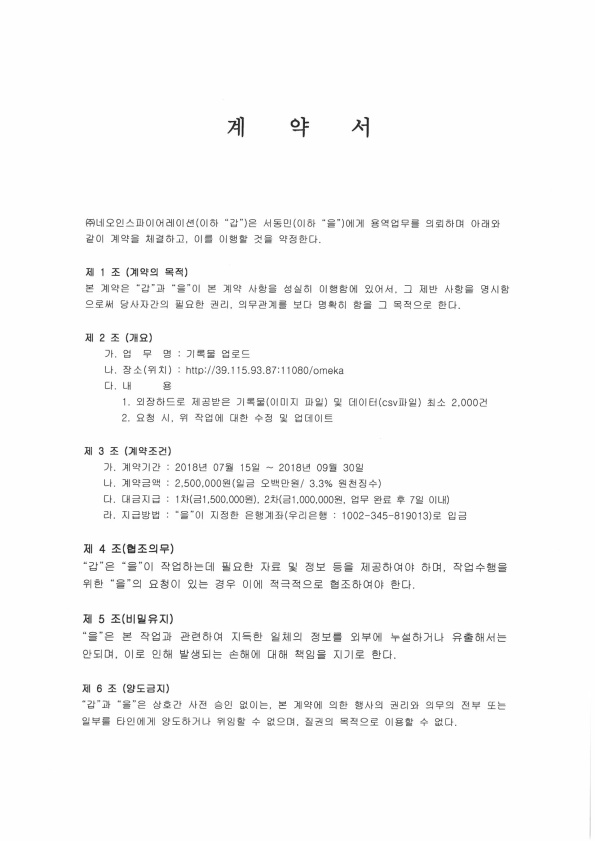 계 약 서
㈜네오인스파이어레이션(이하 “갑”)은 서동민(이하 “을”)에게 용역업무를 의뢰하며 아래와
같이 계약을 체결하고, 이를 이행할 것을 약정한다.
제 1 조 (계약의 목적)
본 계약은 “갑”과 “을”이 본 계약 사항을 성실히 이행함에 있어서, 그 제반 사항을 명시함
으로써 당사자간의 필요한 권리, 의무관계를 보다 명확히 함을 그 목적으로 한다.
제 2 조 (개요)
가. 업 무 명 : 기록물 업로드
나. 장소(위치) : http://39.115.93.87:11080/omeka
다. 내 용
1. 외장하드로 제공받은 기록물(이미지 파일) 및 데이터(csv파일) 최소 2,000건
2. 요청 시, 위 작업에 대한 수정 및 업데이트
제 3 조 (계약조건)
가. 계약기간 : 2018년 07월 15일 ~ 2018년 09월 30일
나. 계약금액 : 2,500,000원(일금 오백만원/ 3.3% 원천징수)
다. 대금지급 : 1차(금1,500,000원), 2차(금1,000,000원, 업무 완료 후 7일 이내)
라. 지급방법 : “을”이 지정한 은행계좌(우리은행 : 1002-345-819013)로 입금
제 4 조(협조의무)
“갑”은 “을”이 작업하는데 필요한 자료 및 정보 등을 제공하여야 하며, 작업수행을
위한 “을”의 요청이 있는 경우 이에 적극적으로 협조하여야 한다.
제 5 조(비밀유지)
“을”은 본 작업과 관련하여 지득한 일체의 정보를 외부에 누설하거나 유출해서는
안되며, 이로 인해 발생되는 손해에 대해 책임을 지기로 한다.
제 6 조 (양도금지)
“갑”과 “을”은 상호간 사전 승인 없이는, 본 계약에 의한 행사의 권리와 의무의 전부 또는
일부를 타인에게 양도하거나 위임할 수 없으며, 질권의 목적으로 이용할 수 없다.